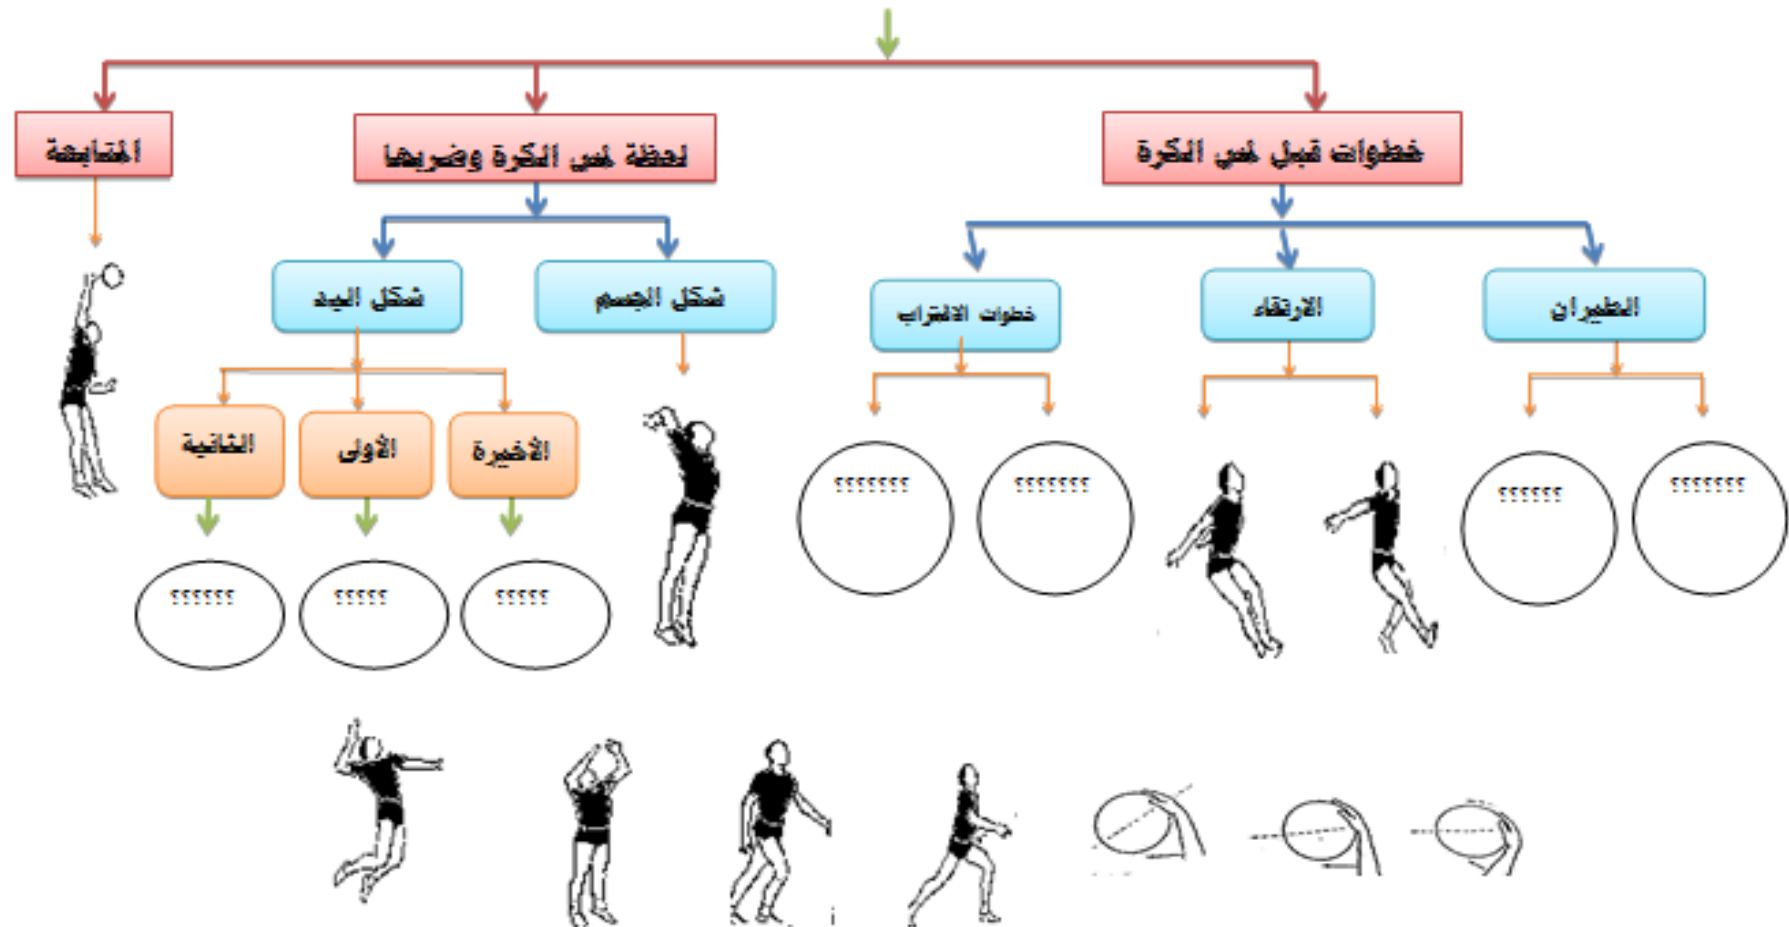 خطوات قبل لمس الكرة
لحظة لمس الكرة وضربها
المتابعة
الطيران
الارتقاء
خطوات الاقتراب
شكل الجسم
شكل اليد
الأخيرة
الأولى
الثانية
؟؟؟؟؟؟؟
؟؟؟؟؟؟
؟؟؟؟؟؟؟
؟؟؟؟؟؟؟
؟؟؟؟؟
؟؟؟؟؟
؟؟؟؟؟؟